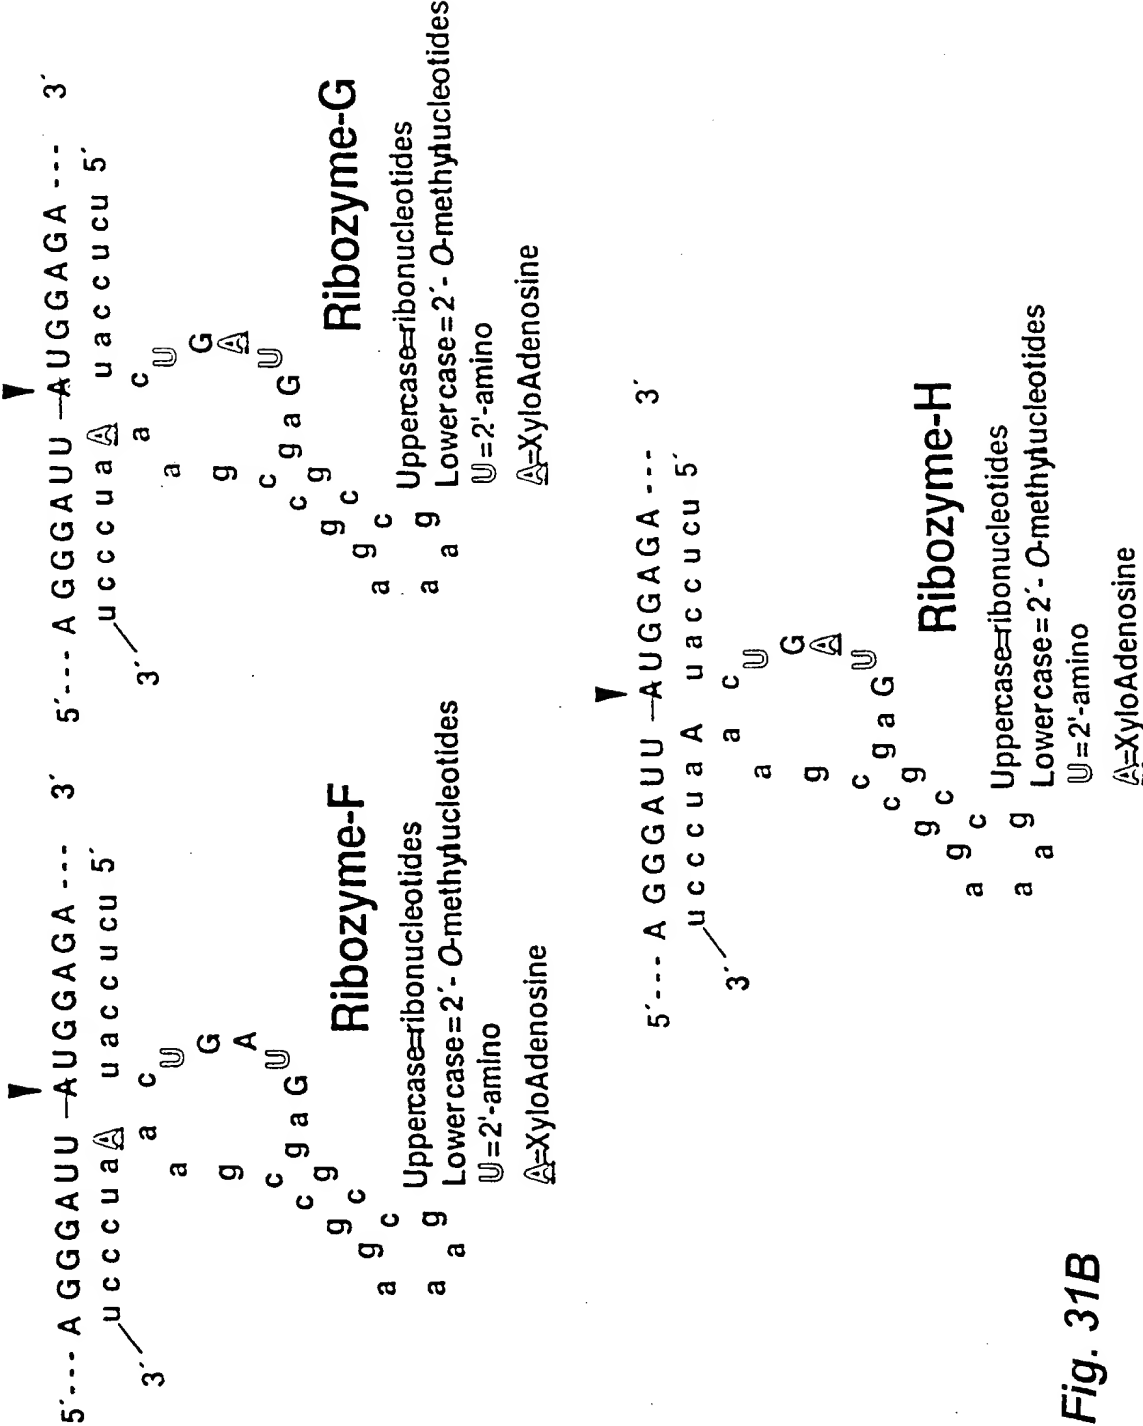 5´--- A G G G A U U – A U G G A G A --- 3´
u c c c u a A u a c c u c u 5´
3´
a c
a U
g G
A
U
c g a G
c g
g c
g c
a g
a a
Ribozyme-F
Uppercase=ribonucleotides
Lowercase=2´- O-methylnucleotides
U=2'-amino
A=XyloAdenosine
5´--- A G G G A U U – A U G G A G A --- 3´
u c c c u a A u a c c u c u 5´
3´
a c
a U
g G
A
U
c g a G
c g
g c
g c
a g
a a
Ribozyme-G
Uppercase=ribonucleotides
Lowercase=2´- O-methylnucleotides
U=2'-amino
A=XyloAdenosine
5´--- A G G G A U U – A U G G A G A --- 3´
u c c c u a A u a c c u c u 5´
3´
a c
a U
g G
A
U
c g a G
c g
g c
g c
a g
a a
Ribozyme-H
Uppercase=ribonucleotides
Lowercase=2´- O-methylnucleotides
U=2'-amino
A=XyloAdenosine
Fig. 31B